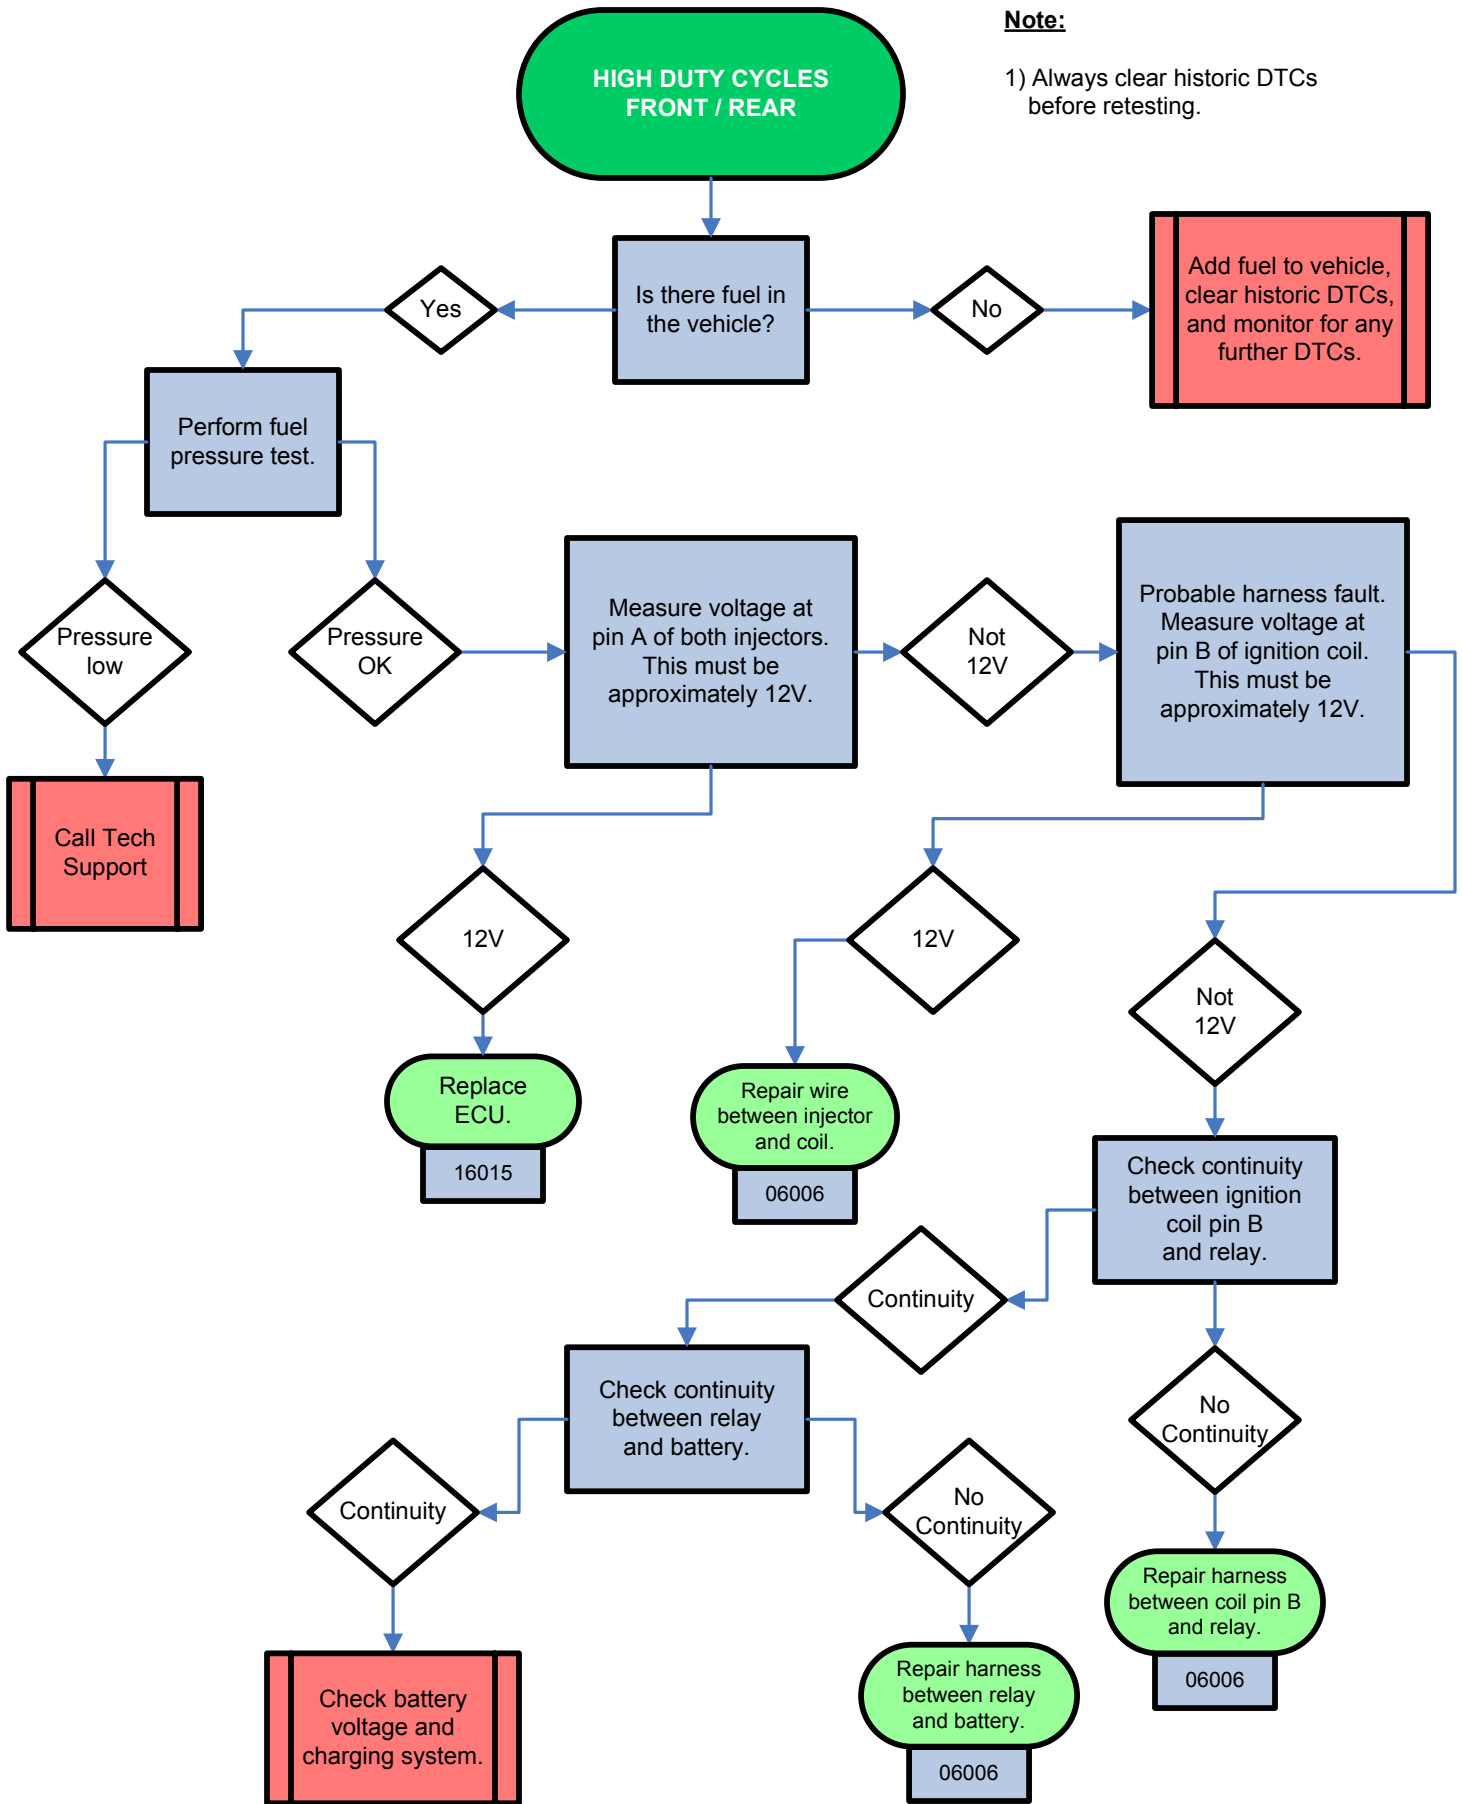 Note:
1) Always clear historic DTCs
before retesting.
HIGH DUTY CYCLES
FRONT / REAR
Is there fuel in
the vehicle?
Yes
No
Add fuel to vehicle,
clear historic DTCs,
and monitor for any
further DTCs.
Perform fuel
pressure test.
Pressure
low
Pressure
OK
Measure voltage at
pin A of both injectors.
This must be
approximately 12V.
Not
12V
Probable harness fault.
Measure voltage at
pin B of ignition coil.
This must be
approximately 12V.
Call Tech
Support
12V
12V
Not
12V
Replace
ECU.
16015
Repair wire
between injector
and coil.
06006
Check continuity
between ignition
coil pin B
and relay.
Continuity
No
Continuity
Check continuity
between relay
and battery.
Continuity
No
Continuity
Repair harness
between coil pin B
and relay.
06006
Check battery
voltage and
charging system.
Repair harness
between relay
and battery.
06006